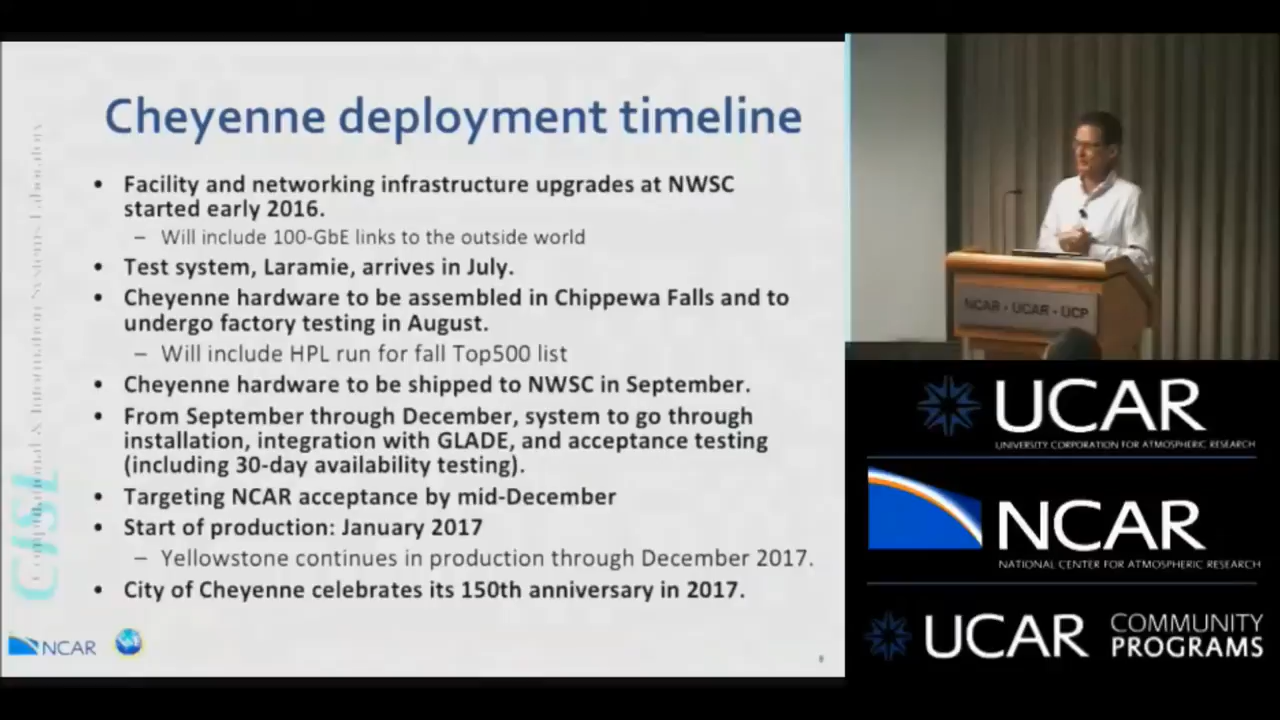 Cheyenne deployment timeline
• Facility and networking infrastructure upgrades at NWSC
started early 2016.
– Will include 100-GbE links to the outside world
• Test system, Laramie, arrives in July.
• Cheyenne hardware to be assembled in Chippewa Falls and to
undergo factory testing in August.
– Will include HPL run for fall Top500 list
• Cheyenne hardware to be shipped to NWSC in September.
• From September through December, system to go through
installation, integration with GLADE, and acceptance testing
(including 30-day availability testing).
• Targeting NCAR acceptance by mid-December
• Start of production: January 2017
– Yellowstone continues in production through December 2017.
• City of Cheyenne celebrates its 150th anniversary in 2017.
CISL
Computational & Information Systems Laboratory
NCAR
NCAR • UCAR • UCP
UCAR
UNIVERSITY CORPORATION FOR ATMOSPHERIC RESEARCH
NCAR
NATIONAL CENTER FOR ATMOSPHERIC RESEARCH
UCAR COMMUNITY
PROGRAMS